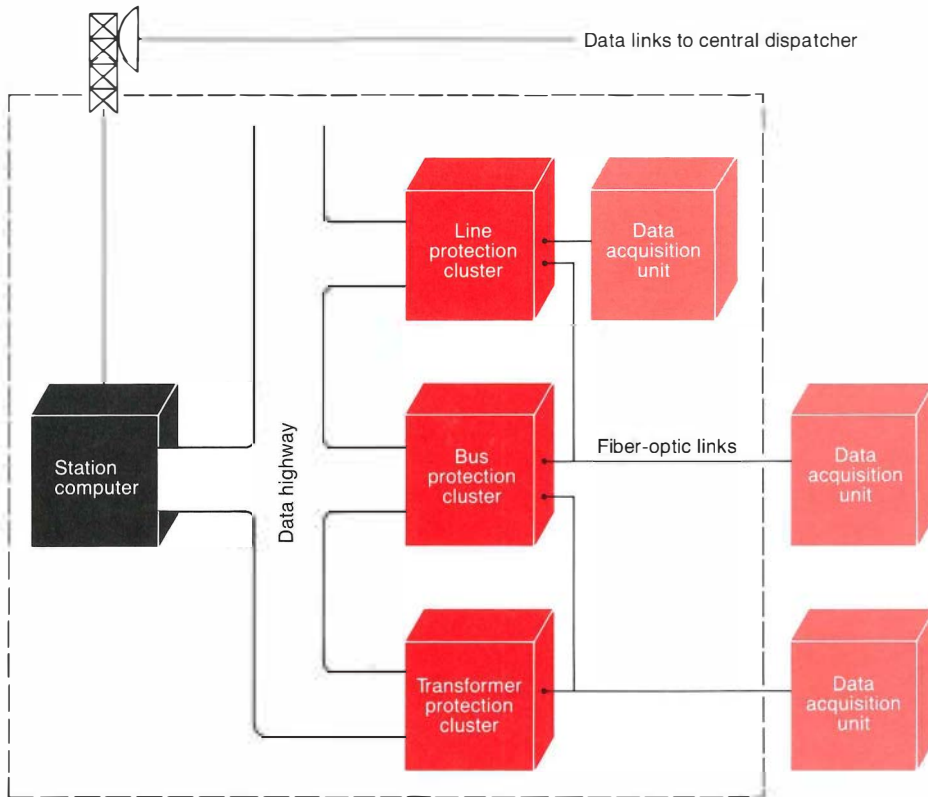 Data links to central dispatcher
Line
protection
cluster
Data
acquisition
unit
Station
computer
Data highway
Bus
protection
cluster
Fiber-optic links
Data
acquisition
unit
Transformer
protection
cluster
Data
acquisition
unit